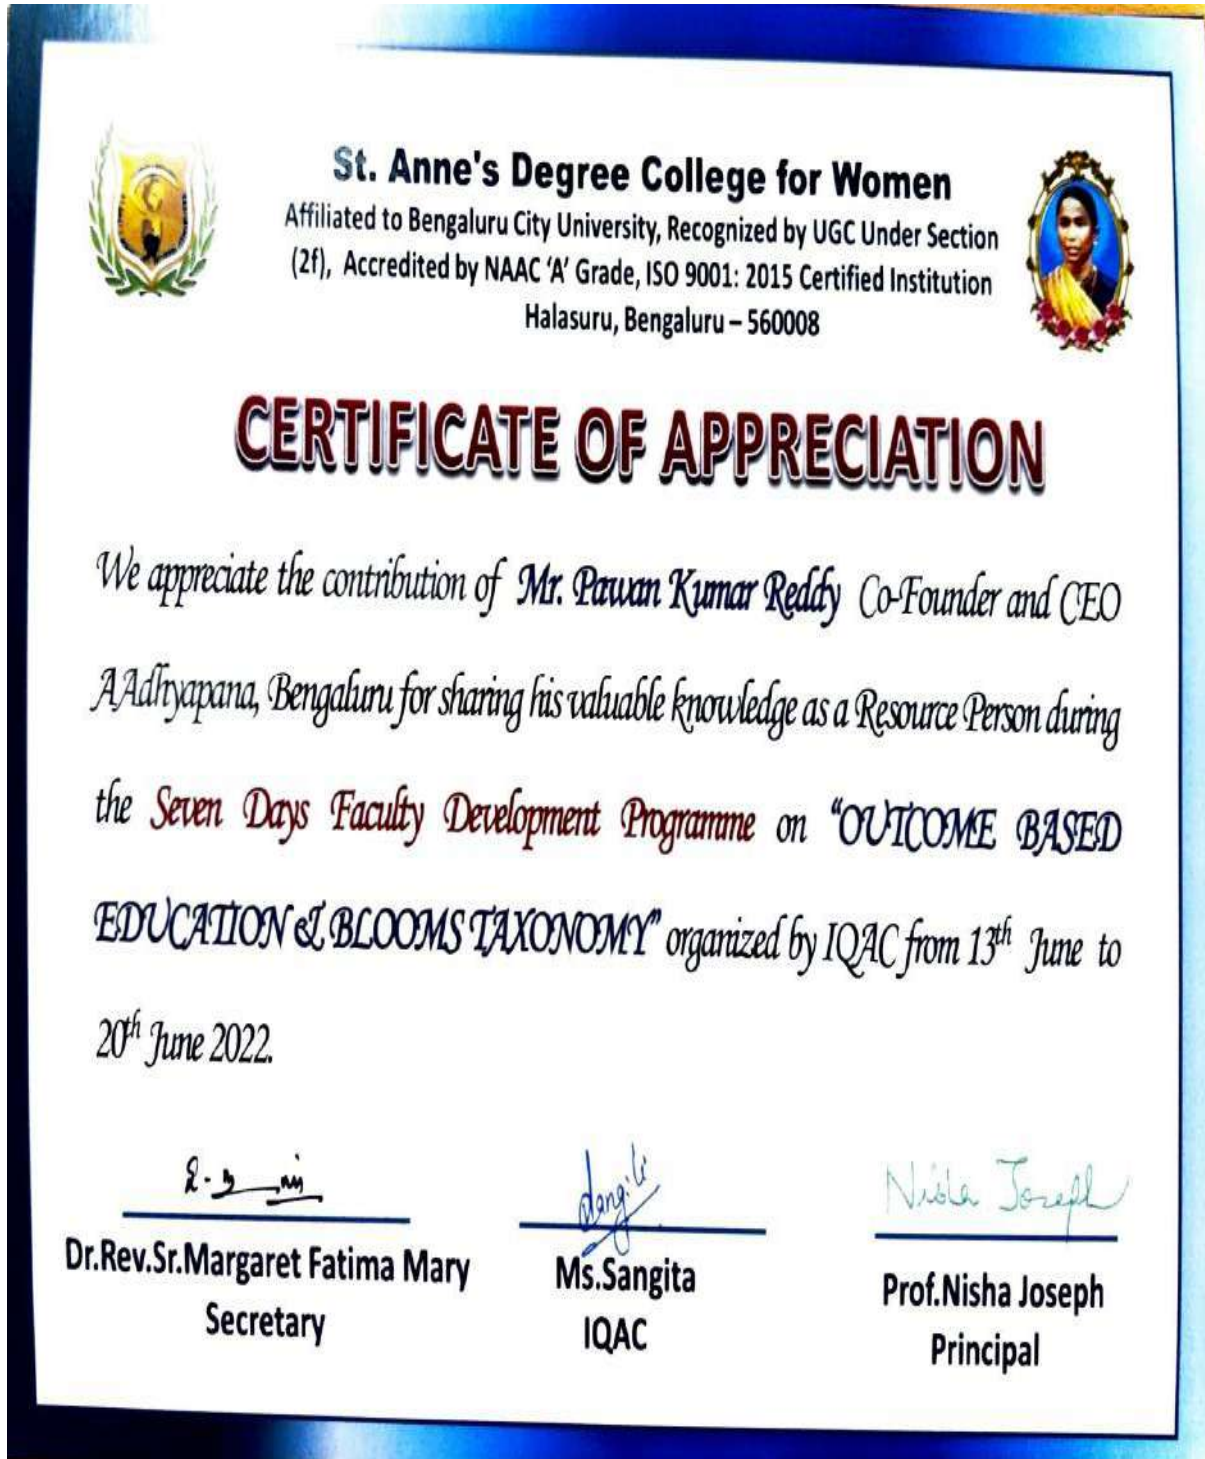 St. Anne's Degree College for Women
Affiliated to Bengaluru City University, Recognized by UGC Under Section
(2f), Accredited by NAAC ‘A’ Grade, ISO 9001: 2015 Certified Institution
Halasuru, Bengaluru – 560008
CERTIFICATE OF APPRECIATION
We appreciate the contribution of Mr. Pawan Kumar Reddy Co-Founder and CEO
AAdhyapana, Bengaluru for sharing his valuable knowledge as a Resource Person during
the Seven Days Faculty Development Programme on “OUTCOME BASED
EDUCATION & BLOOMS TAXONOMY” organized by IQAC from 13th June to
20th June 2022.
Nisha Joseph
Dr.Rev.Sr.Margaret Fatima Mary
Secretary
Ms.Sangita
IQAC
Prof.Nisha Joseph
Principal